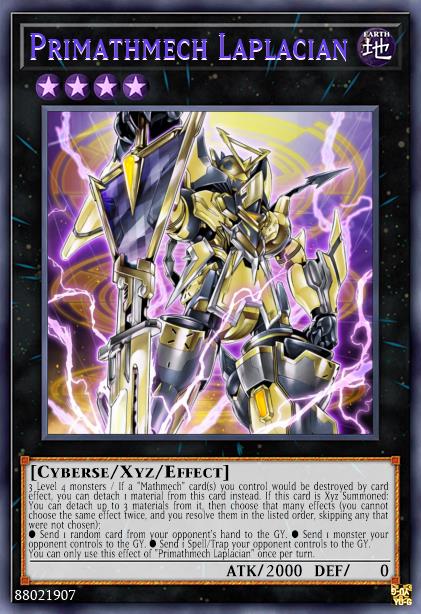 PRIMATHMECH LAPLACIAN
EARTH
地
[CYBERSE/XYZ/EFFECT]
3 Level 4 monsters / If a "Mathmech" card(s) you control would be destroyed by card
effect, you can detach 1 material from this card instead. If this card is Xyz Summoned:
You can detach up to 3 materials from it, then choose that many effects (you cannot
choose the same effect twice, and you resolve them in the listed order, skipping any that
were not chosen);
● Send 1 random card from your opponent's hand to the GY. ● Send 1 monster your
opponent controls to the GY. ● Send 1 Spell/Trap your opponent controls to the GY.
You can only use this effect of "Primathmech Laplacian" once per turn.
ATK/2000 DEF/ 0
88021907